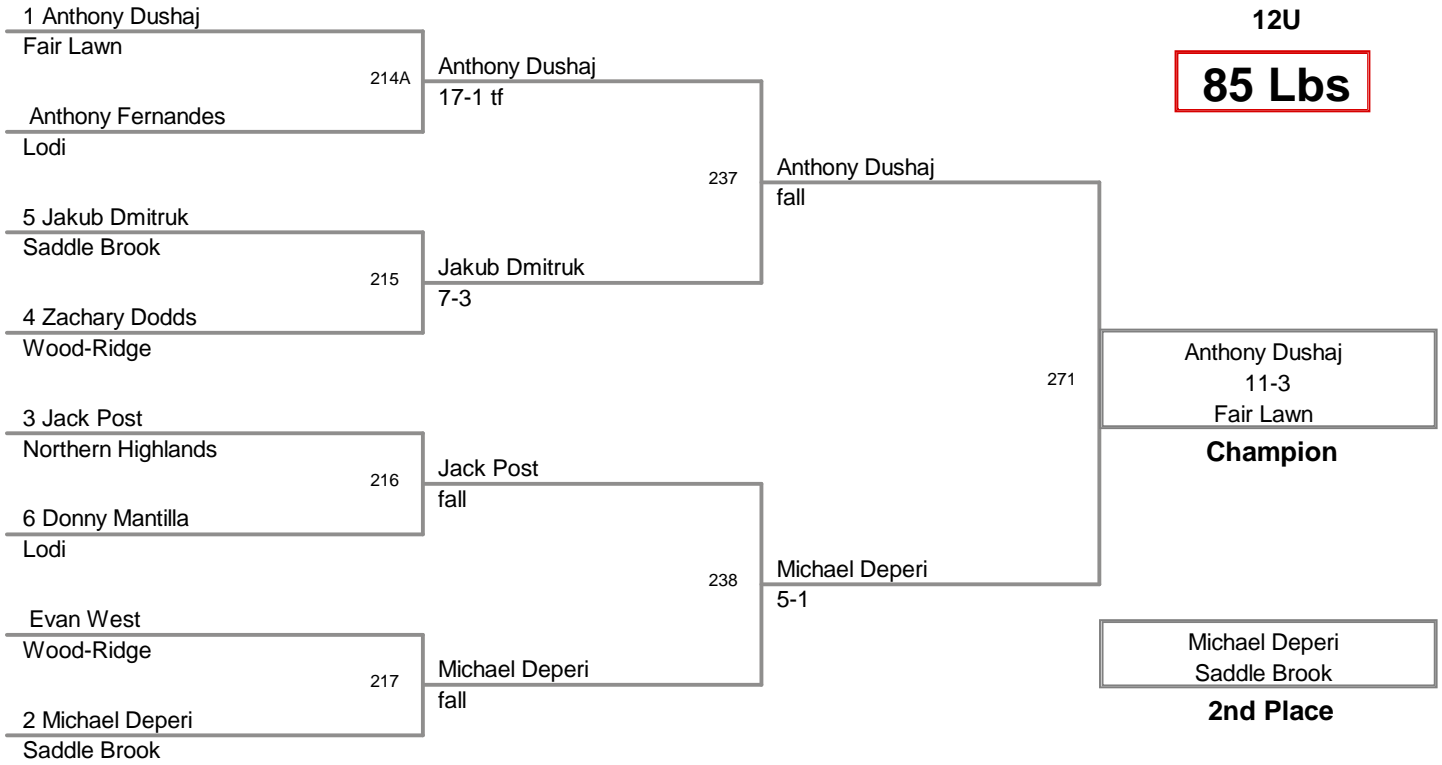 1 Anthony Dushaj
Fair Lawn
214A
Anthony Fernandes
Lodi
Anthony Dushaj
17-1 tf
5 Jakub Dmitruk
Saddle Brook
215
4 Zachary Dodds
Wood-Ridge
Jakub Dmitruk
7-3
237
Anthony Dushaj
fall
3 Jack Post
Northern Highlands
216
6 Donny Mantilla
Lodi
Jack Post
fall
Evan West
Wood-Ridge
217
2 Michael Deperi
Saddle Brook
Michael Deperi
fall
238
Michael Deperi
5-1
271
12U
85 Lbs
Anthony Dushaj
11-3
Fair Lawn
Champion
Michael Deperi
Saddle Brook
2nd Place